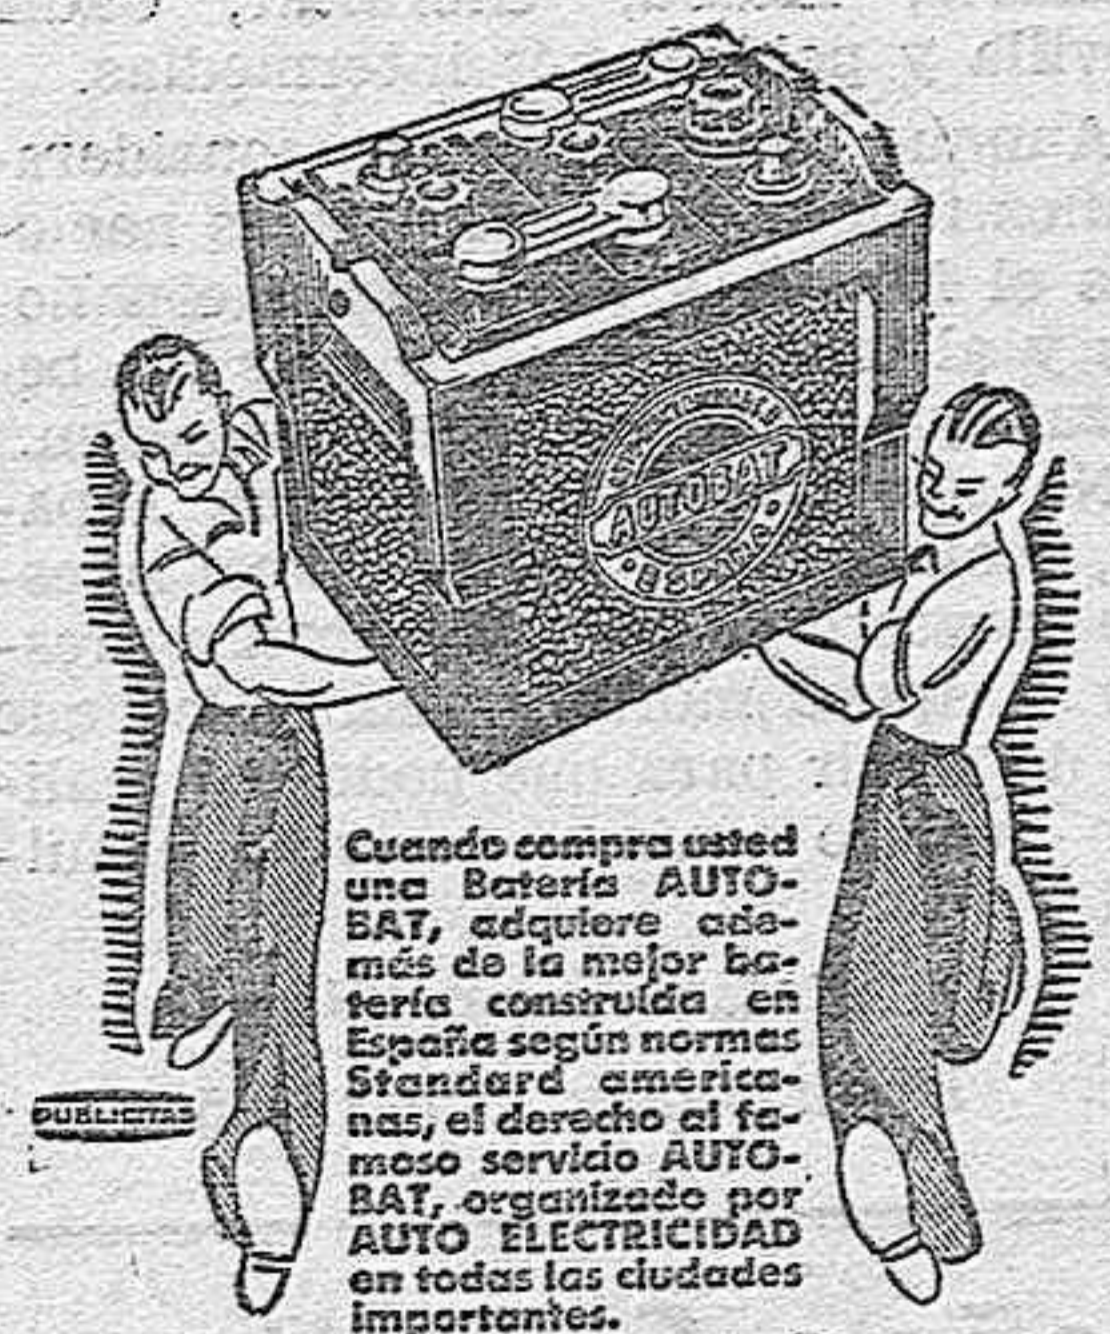 AUTOBAT
Cuando compra usted
una Batería AUTO-
BAT, adquiere ade-
más de la mejor ba-
tería construída en
España según normas
Standard america-
nas, el derecho al fa-
moso servicio AUTO-
BAT, organizado por
AUTO ELECTRICIDAD
en todas las ciudades
importantes.
PUBLICITAS